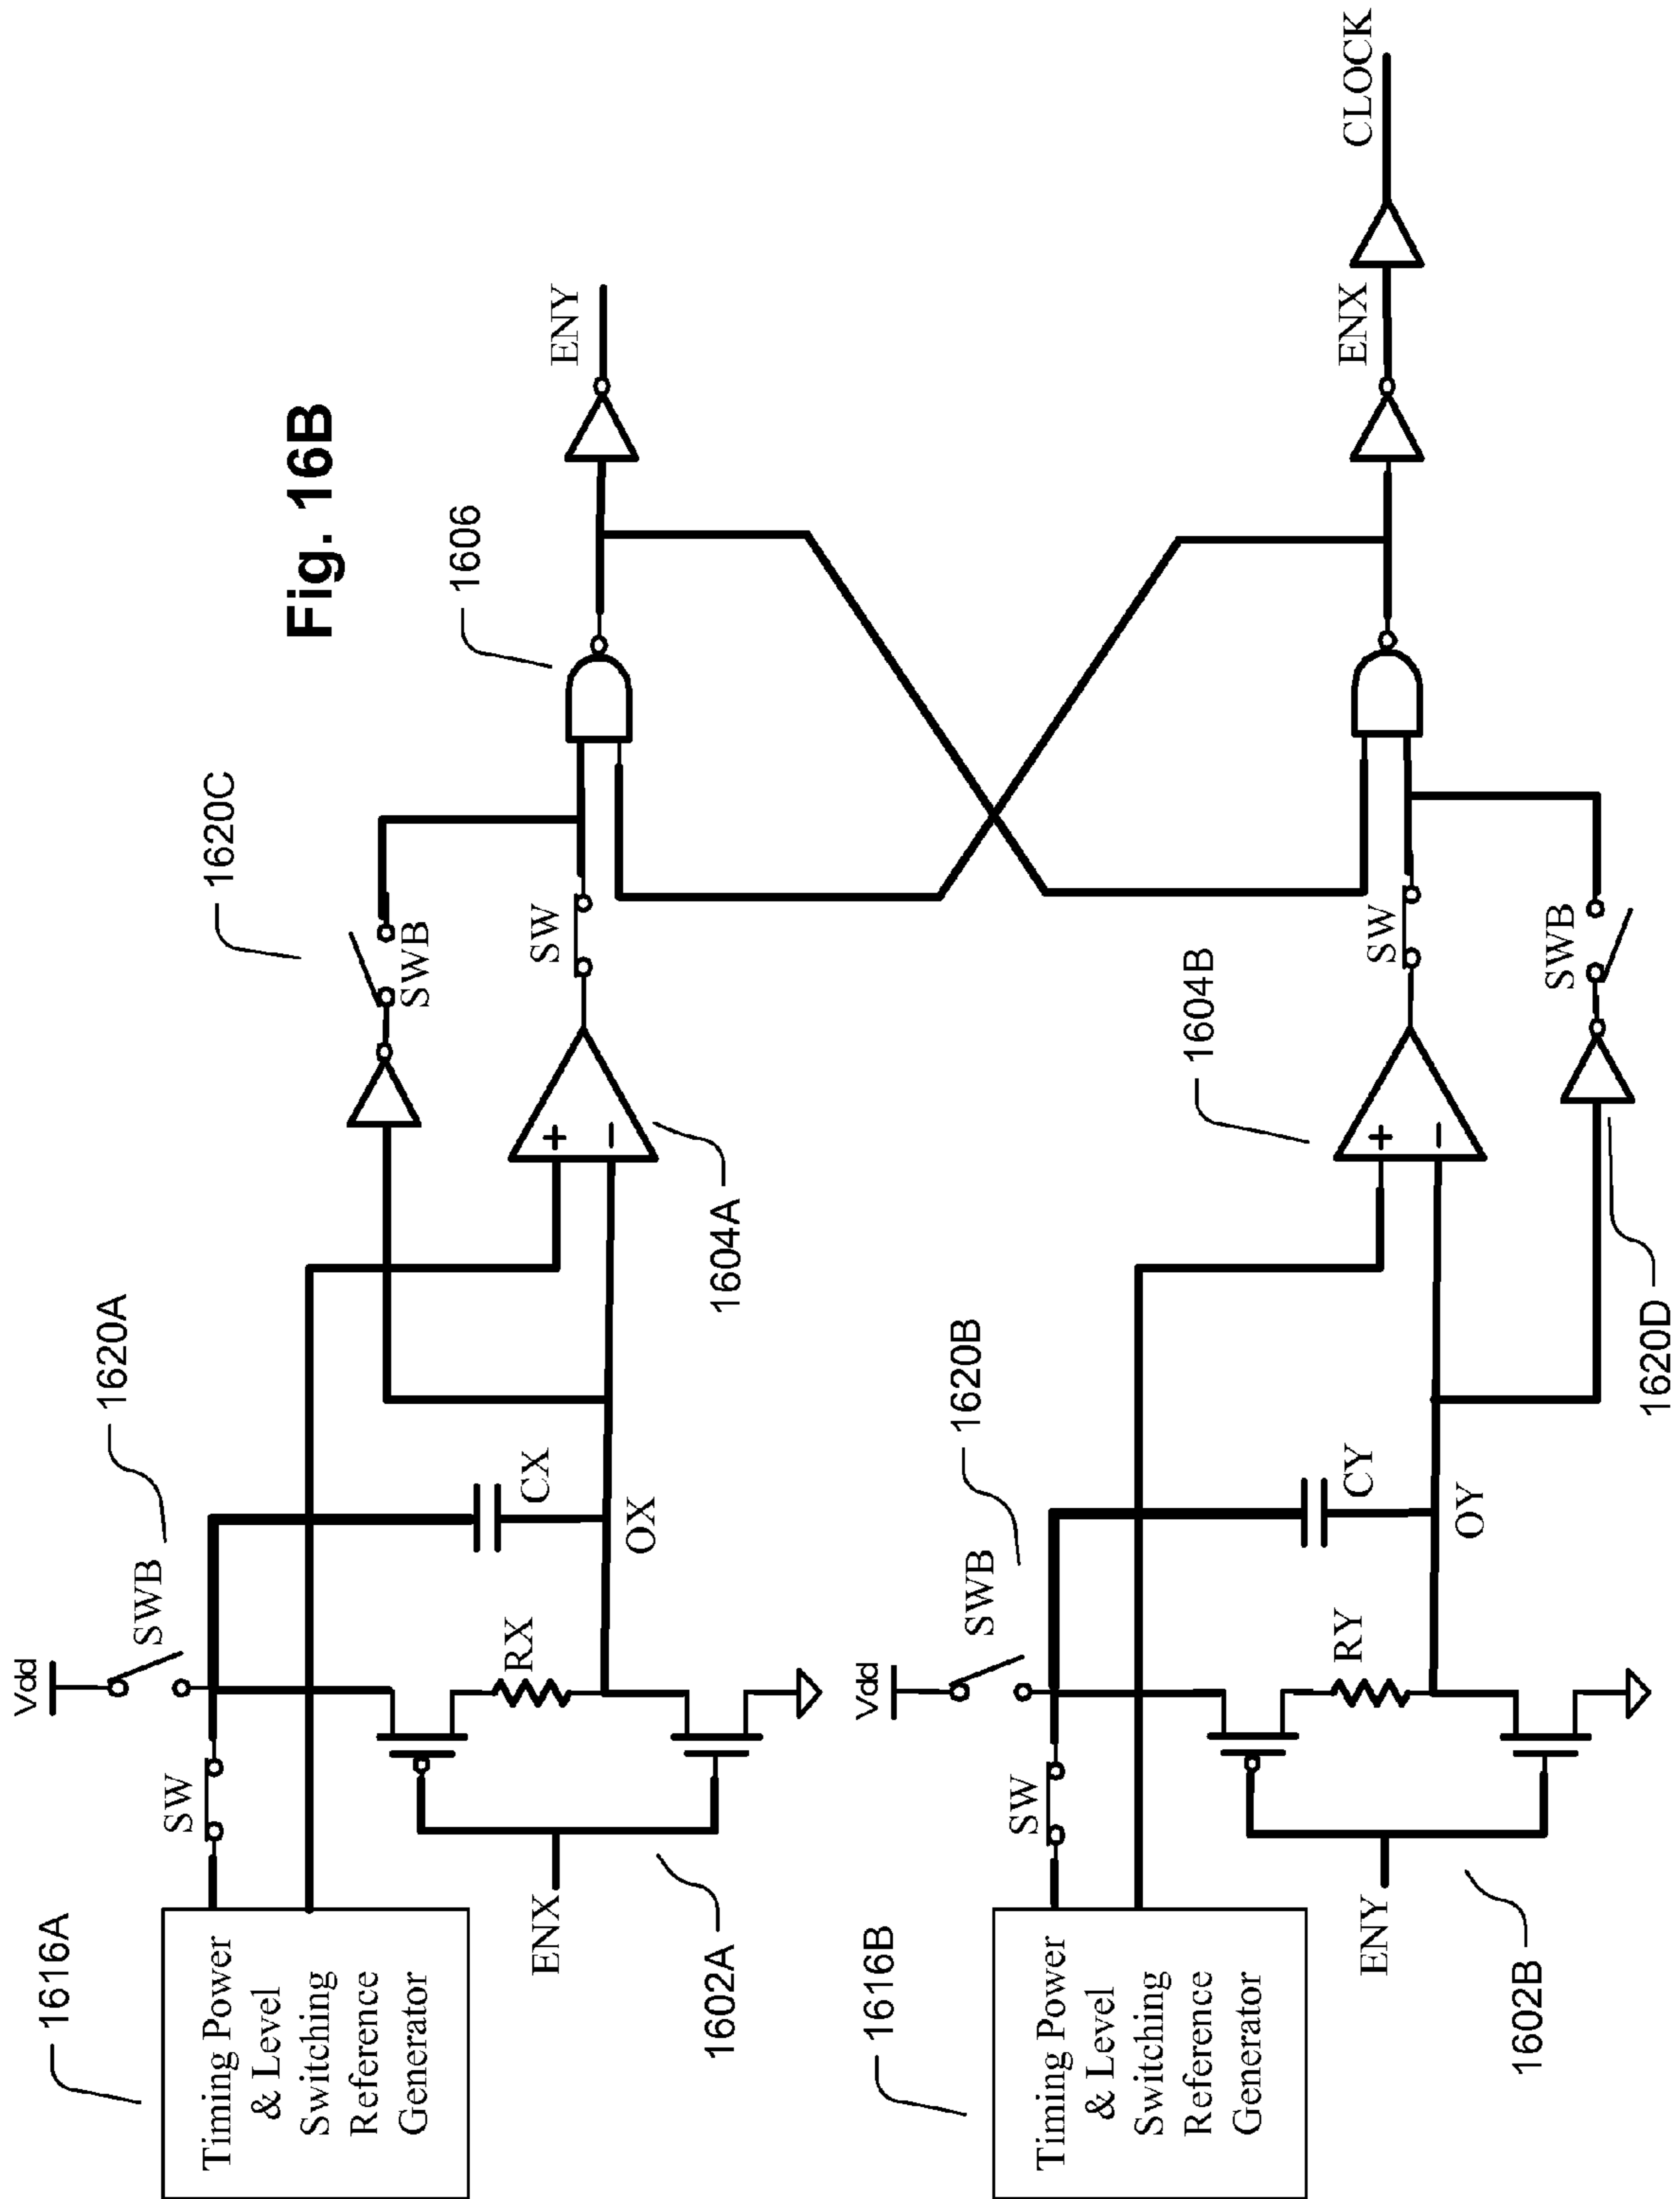 Fig. 16B
1616A
Timing Power
& Level
Switching
Reference
Generator
SW
Vdd
SWB
1620A
ENX
1602A
RX
CX
OX
1604A
+
−
1620C
SWB
SW
1606
ENY
1616B
Timing Power
& Level
Switching
Reference
Generator
SW
Vdd
SWB
1620B
ENY
1602B
RY
CY
OY
1604B
+
−
1620D
SWB
SW
ENX
CLOCK